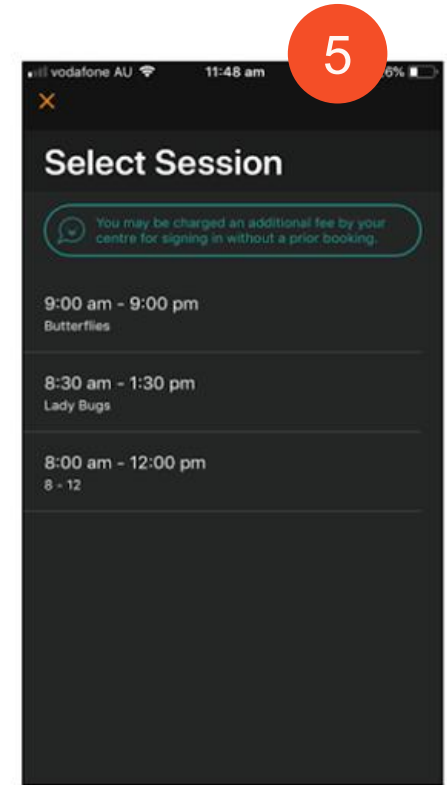 5
vodafone AU 11:48 am 6%
×
Select Session
You may be charged an additional fee by your
centre for signing in without a prior booking.
9:00 am - 9:00 pm
Butterflies
8:30 am - 1:30 pm
Lady Bugs
8:00 am - 12:00 pm
8 - 12